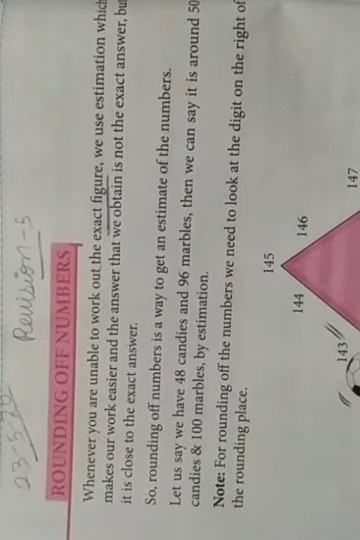 Revision-5
ROUNDING OFF NUMBERS
Whenever you are unable to work out the exact figure, we use estimation which
makes our work easier and the answer that we obtain is not the exact answer, but
it is close to the exact answer.
So, rounding off numbers is a way to get an estimate of the numbers.
Let us say we have 48 candies and 96 marbles, then we can say it is around 50
candies & 100 marbles, by estimation.
Note: For rounding off the numbers we need to look at the digit on the right of
the rounding place.
145
144 146
143 147